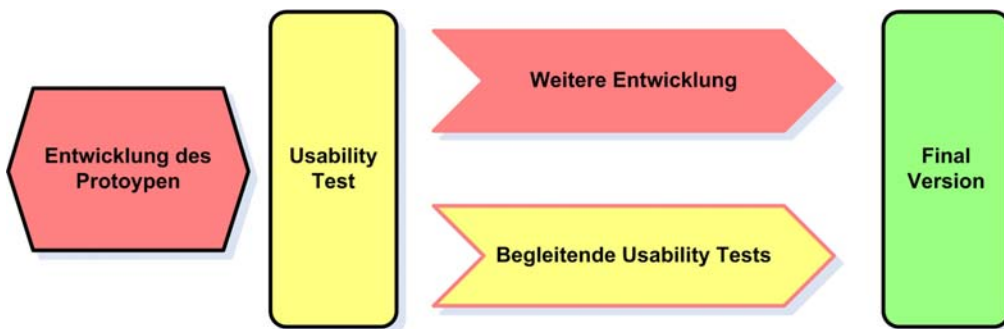 Entwicklung des
Protoypen
Usability
Test
Weitere Entwicklung
Begleitende Usability Tests
Final
Version